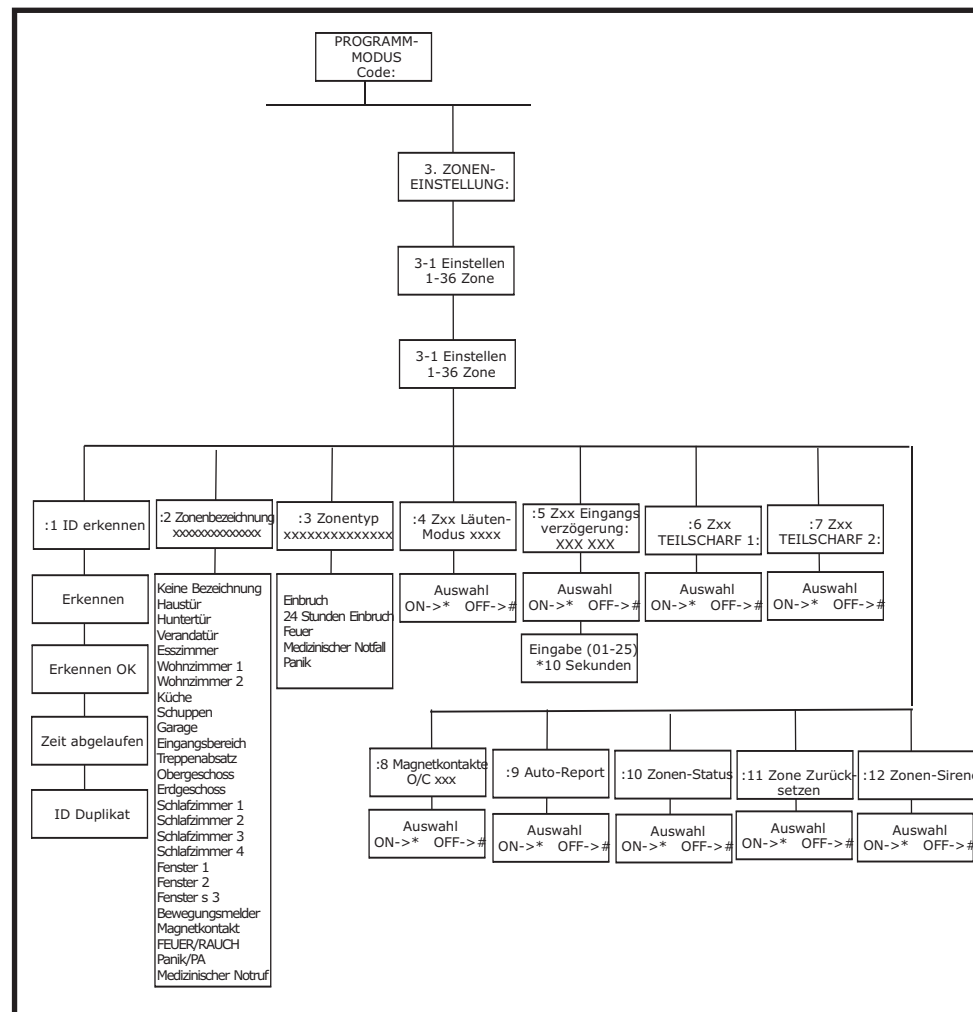 PROGRAMM-
MODUS
Code:
3. ZONEN-
EINSTELLUNG:
3-1 Einstellen
1-36 Zone
3-1 Einstellen
1-36 Zone
:1 ID erkennen
Erkennen
Erkennen OK
Zeit abgelaufen
ID Duplikat
:2 Zonenbezeichnung
xxxxxxxxxxxxxx
Keine Bezeichnung
Haustür
Huntertür
Verandatür
Esszimmer
Wohnzimmer 1
Wohnzimmer 2
Küche
Schuppen
Garage
Eingangsbereich
Treppenabsatz
Obergeschoss
Erdgeschoss
Schlafzimmer 1
Schlafzimmer 2
Schlafzimmer 3
Schlafzimmer 4
Fenster 1
Fenster 2
Fenster s 3
Bewegungsmelder
Magnetkontakt
FEUER/RAUCH
Panik/PA
Medizinischer Notruf
:3 Zonentyp
xxxxxxxxxxxxxx
Einbruch
24 Stunden Einbruch
Feuer
Medizinischer Notfall
Panik
:4 Zxx Läuten-
Modus xxxx
Auswahl
ON->* OFF->#
:5 Zxx Eingangs
verzögerung:
XXX XXX
Auswahl
ON->* OFF->#
Eingabe (01-25)
*10 Sekunden
:6 Zxx
TEILSCHARF 1:
Auswahl
ON->* OFF->#
:7 Zxx
TEILSCHARF 2:
Auswahl
ON->* OFF->#
:8 Magnetkontakte
O/C xxx
Auswahl
ON->* OFF->#
:9 Auto-Report
Auswahl
ON->* OFF->#
:10 Zonen-Status
Auswahl
ON->* OFF->#
:11 Zone Zurück-
setzen
Auswahl
ON->* OFF->#
:12 Zonen-Sirene
Auswahl
ON->* OFF->#